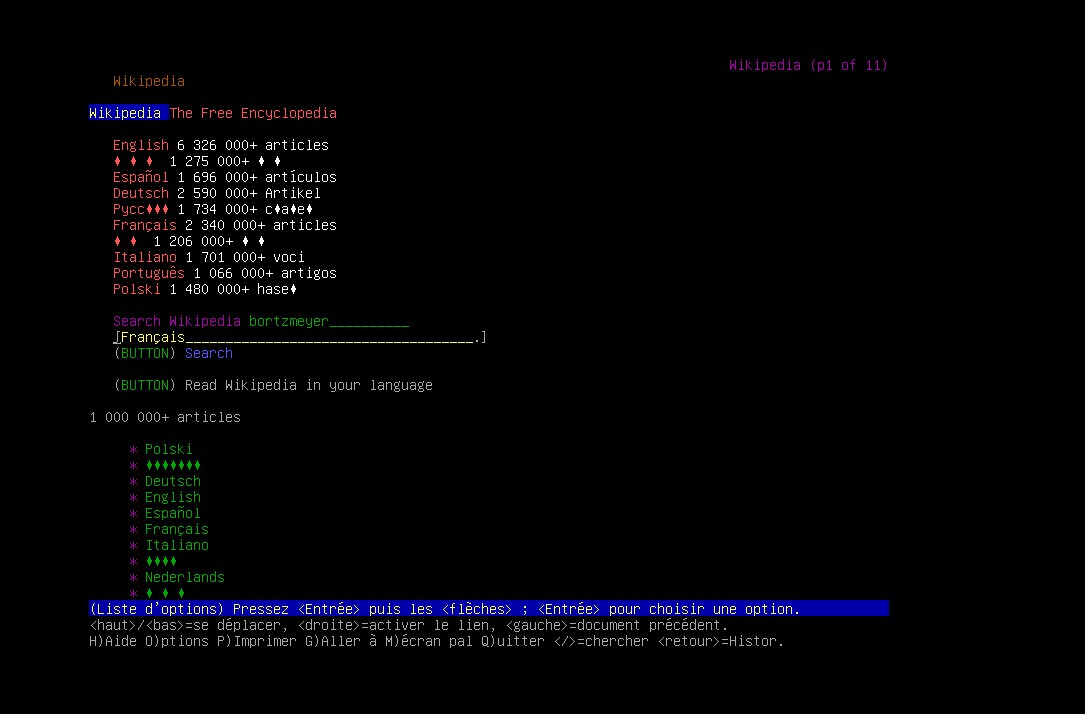 Wikipedia (p1 of 11)
Wikipedia
Wikipedia The Free Encyclopedia
English 6 326 000+ articles
♦ ♦ ♦ 1 275 000+ ♦ ♦
Español 1 696 000+ artículos
Deutsch 2 590 000+ Artikel
Русс♦♦♦ 1 734 000+ с♦а♦е♦
Français 2 340 000+ articles
♦ ♦ 1 206 000+ ♦ ♦
Italiano 1 701 000+ voci
Português 1 066 000+ artigos
Polski 1 480 000+ hase♦
Search Wikipedia bortzmeyer__________
[Français____________________________________.]
(BUTTON) Search
(BUTTON) Read Wikipedia in your language
1 000 000+ articles
* Polski
* ♦♦♦♦♦♦♦
* Deutsch
* English
* Español
* Français
* Italiano
* ♦♦♦♦
* Nederlands
* ♦ ♦ ♦
(Liste d'options) Pressez <Entrée> puis les <flèches> ; <Entrée> pour choisir une option.
<haut>/<bas>=se déplacer, <droite>=activer le lien, <gauche>=document précédent.
H)Aide O)ptions P)Imprimer G)Aller à M)écran pal Q)uitter </>=chercher <retour>=Histor.